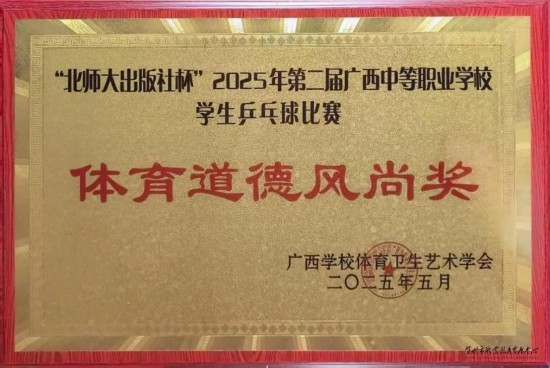 “北师大出版社杯”2025年第二届广西中等职业学校
学生乒乓球比赛
体育道德风尚奖
广西学校体育卫生艺术学会
二〇二五年五月